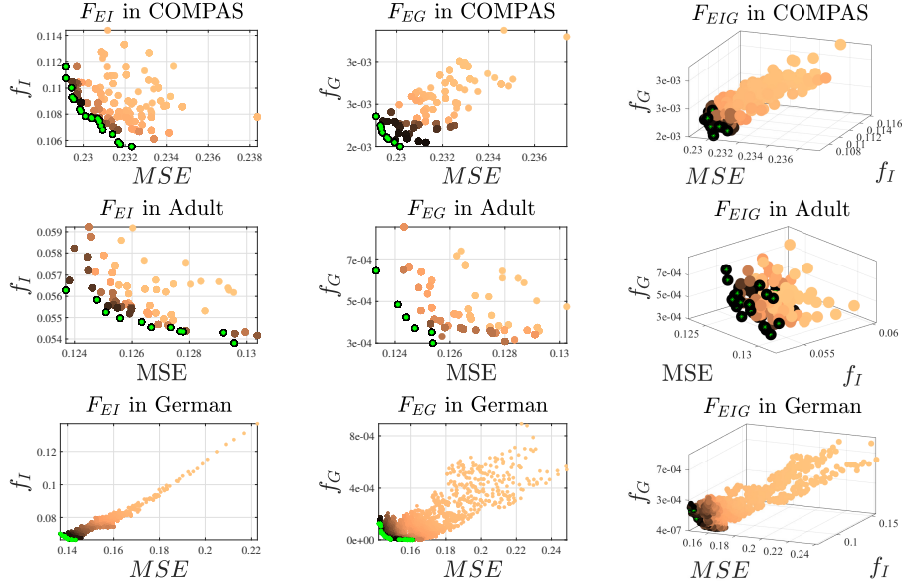 F_EI in COMPAS
F_EG in COMPAS
F_EIG in COMPAS
f_I
0.114
0.111
0.108
0.106
0.23
0.232
0.234
0.236
0.238
MSE
f_G
3e-03
3e-03
2e-03
0.23
0.232
0.234
0.236
MSE
f_G
3e-03
3e-03
2e-03
0.23
0.232
0.234
0.236
MSE
0.108
0.11
0.112
0.114
0.116
f_I
F_EI in Adult
F_EG in Adult
F_EIG in Adult
f_I
0.059
0.057
0.056
0.055
0.054
0.124
0.126
0.128
0.13
MSE
f_G
7e-04
5e-04
3e-04
0.124
0.126
0.128
0.13
MSE
f_G
7e-04
5e-04
3e-04
0.125
0.13
MSE
0.055
0.06
f_I
F_EI in German
F_EG in German
F_EIG in German
f_I
0.12
0.1
0.08
0.14
0.16
0.18
0.2
0.22
MSE
f_G
8e-04
4e-04
0e+00
0.16
0.18
0.2
0.22
0.24
MSE
f_G
7e-04
3e-04
4e-07
0.16
0.18
0.2
0.22
0.24
MSE
0.1
0.15
f_I